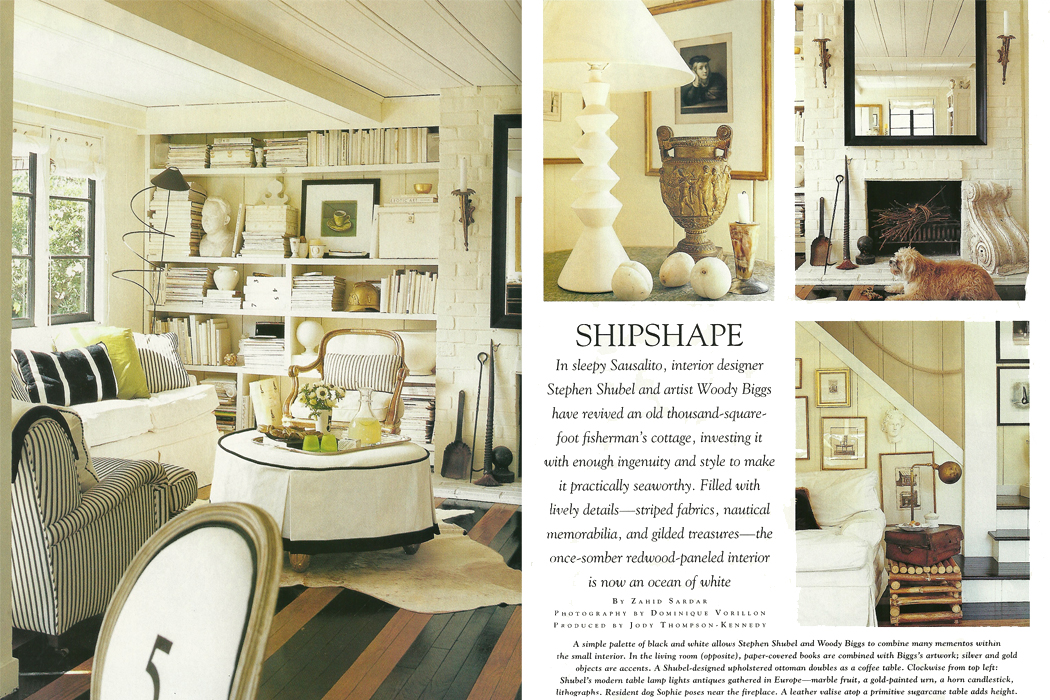 5
SHIPSHAPE
In sleepy Sausalito, interior designer
Stephen Shubel and artist Woody Biggs
have revived an old thousand-square-
foot fisherman's cottage, investing it
with enough ingenuity and style to make
it practically seaworthy. Filled with
lively details—striped fabrics, nautical
memorabilia, and gilded treasures—the
once-somber redwood-paneled interior
is now an ocean of white
BY ZAHID SARDAR
PHOTOGRAPHY BY DOMINIQUE VORILLON
PRODUCED BY JODY THOMPSON-KENNEDY
A simple palette of black and white allows Stephen Shubel and Woody Biggs to combine many mementos within
the small interior. In the living room (opposite), paper-covered books are combined with Biggs's artwork; silver and gold
objects are accents. A Shubel-designed upholstered ottoman doubles as a coffee table. Clockwise from top left:
Shubel's modern table lamp lights antiques gathered in Europe—marble fruit, a gold-painted urn, a horn candlestick,
lithographs. Resident dog Sophie poses near the fireplace. A leather valise atop a primitive sugarcane table adds height.